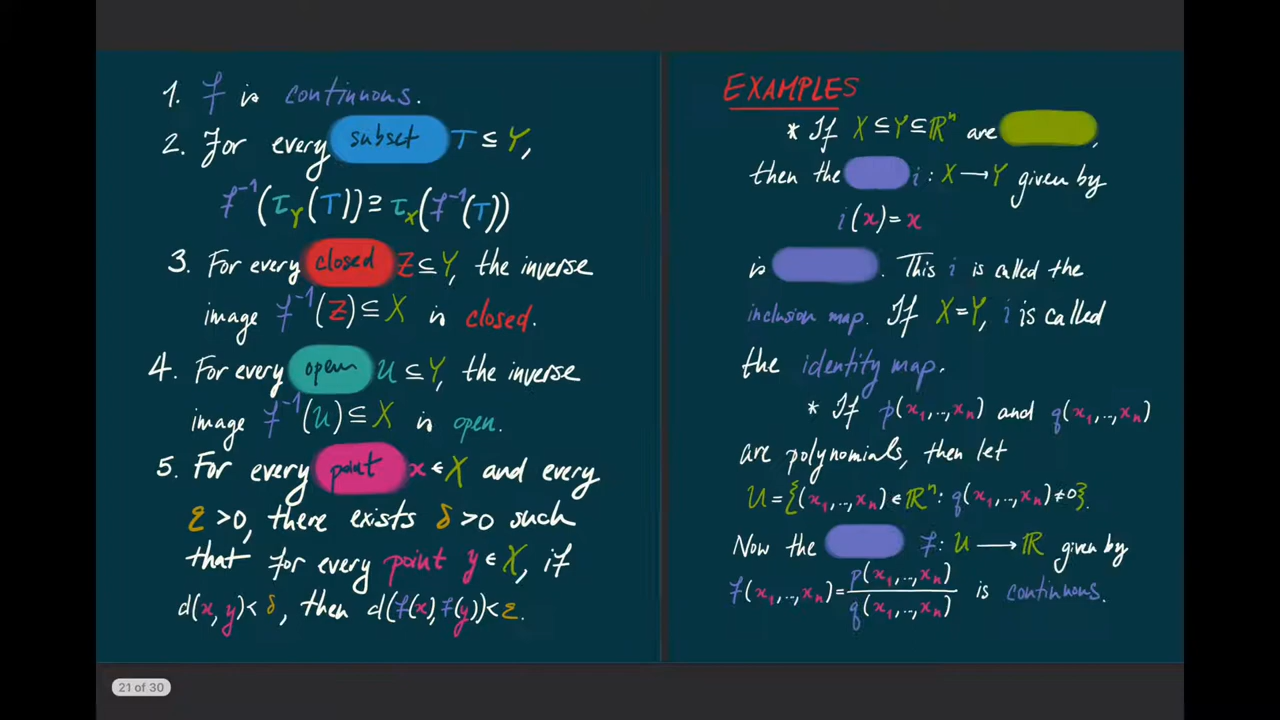 1. f is continuous.
2. For every subset T ⊆ Y,
f⁻¹(τ_Y(T)) ⊇ τ_X(f⁻¹(T))
3. For every closed Z ⊆ Y, the inverse
image f⁻¹(Z) ⊆ X is closed.
4. For every open U ⊆ Y, the inverse
image f⁻¹(U) ⊆ X is open.
5. For every point x ∈ X and every
ε > 0, there exists δ > 0 such
that for every point y ∈ X, if
d(x, y) < δ, then d(f(x), f(y)) < ε.
EXAMPLES
* If X ⊆ Y ⊆ ℝⁿ are ,
then the i : X → Y given by
i(x) = x
is . This i is called the
inclusion map. If X = Y, i is called
the identity map.
* If p(x₁,..,xₙ) and q(x₁,..,xₙ)
are polynomials, then let
U = {(x₁,..,xₙ) ∈ ℝⁿ : q(x₁,..,xₙ) ≠ 0}.
Now the f : U → ℝ given by
f(x₁,..,xₙ) = p(x₁,..,xₙ) / q(x₁,..,xₙ) is continuous.
21 of 30